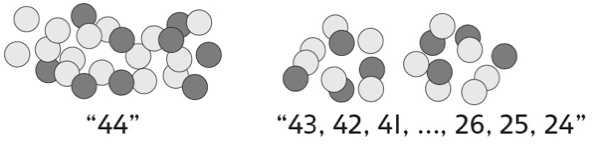 “44”
“43, 42, 41, ..., 26, 25, 24”